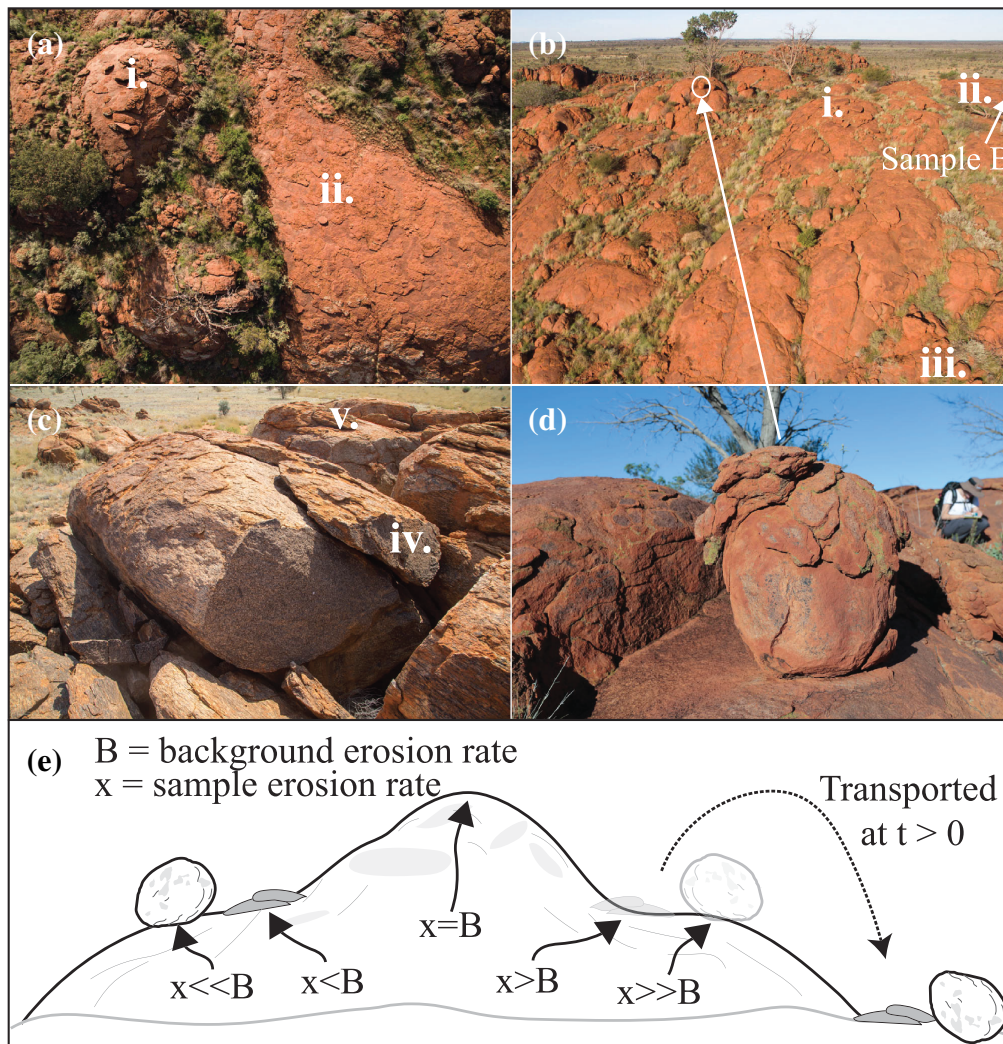 (a)
i.
ii.
(b)
i.
ii.
Sample E
iii.
(c)
v.
iv.
(d)
(e) B = background erosion rate
x = sample erosion rate
Transported
at t > 0
x=B
x<<B
x<B
x>B
x>>B